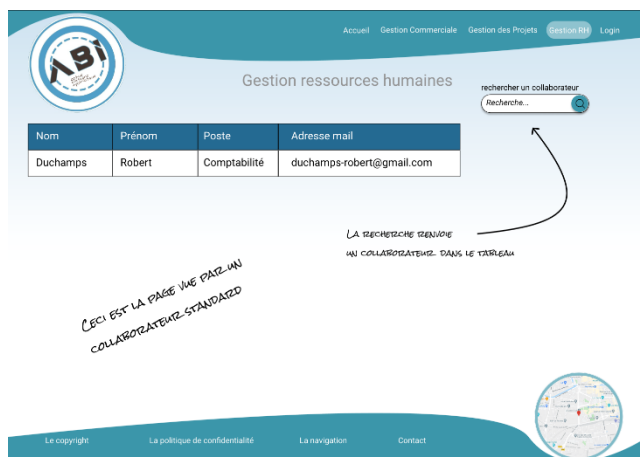 Accueil Gestion Commerciale Gestion des Projets Gestion RH Login
ABI
Gestion ressources humaines
rechercher un collaborateur
Recherche...
Nom Prénom Poste Adresse mail
Duchamps Robert Comptabilité duchamps-robert@gmail.com
La recherche renvoie
un collaborateur dans le tableau
Ceci est la page vue par un
collaborateur standard
Le copyright La politique de confidentialité La navigation Contact